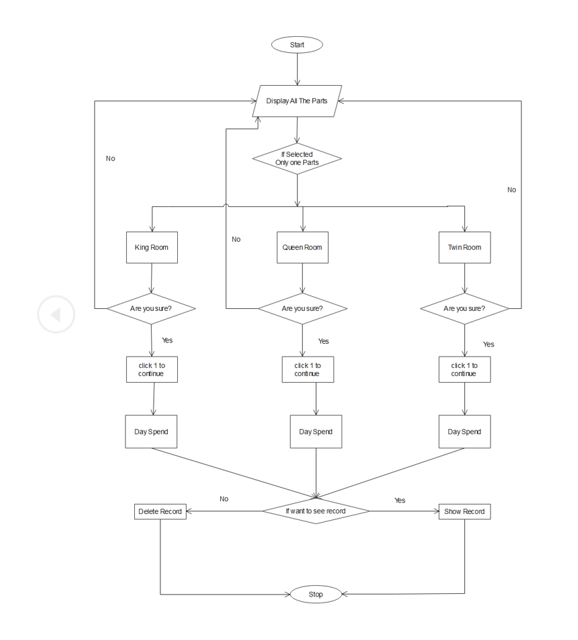 Start
Display All The Parts
If Selected
Only one Parts
No
No
No
King Room
Queen Room
Twin Room
Are you sure?
Are you sure?
Are you sure?
Yes
Yes
Yes
click 1 to
continue
click 1 to
continue
click 1 to
continue
Day Spend
Day Spend
Day Spend
No
Yes
Delete Record
If want to see record
Show Record
Stop